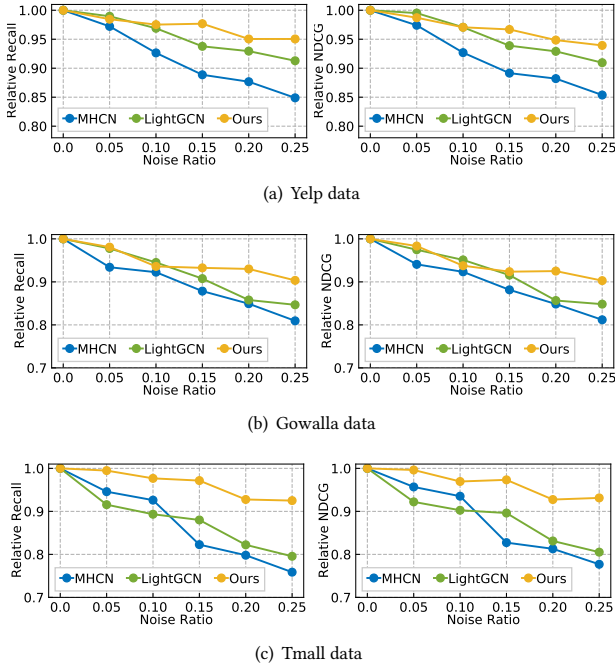 Relative Recall
1.00
0.95
0.90
0.85
0.80
MHCN LightGCN Ours
0.0 0.05 0.10 0.15 0.20 0.25
Noise Ratio
Relative NDCG
1.00
0.95
0.90
0.85
0.80
MHCN LightGCN Ours
0.0 0.05 0.10 0.15 0.20 0.25
Noise Ratio
(a) Yelp data
Relative Recall
1.0
0.9
0.8
0.7
MHCN LightGCN Ours
0.0 0.05 0.10 0.15 0.20 0.25
Noise Ratio
Relative NDCG
1.0
0.9
0.8
0.7
MHCN LightGCN Ours
0.0 0.05 0.10 0.15 0.20 0.25
Noise Ratio
(b) Gowalla data
Relative Recall
1.0
0.9
0.8
0.7
MHCN LightGCN Ours
0.0 0.05 0.10 0.15 0.20 0.25
Noise Ratio
Relative NDCG
1.0
0.9
0.8
0.7
MHCN LightGCN Ours
0.0 0.05 0.10 0.15 0.20 0.25
Noise Ratio
(c) Tmall data